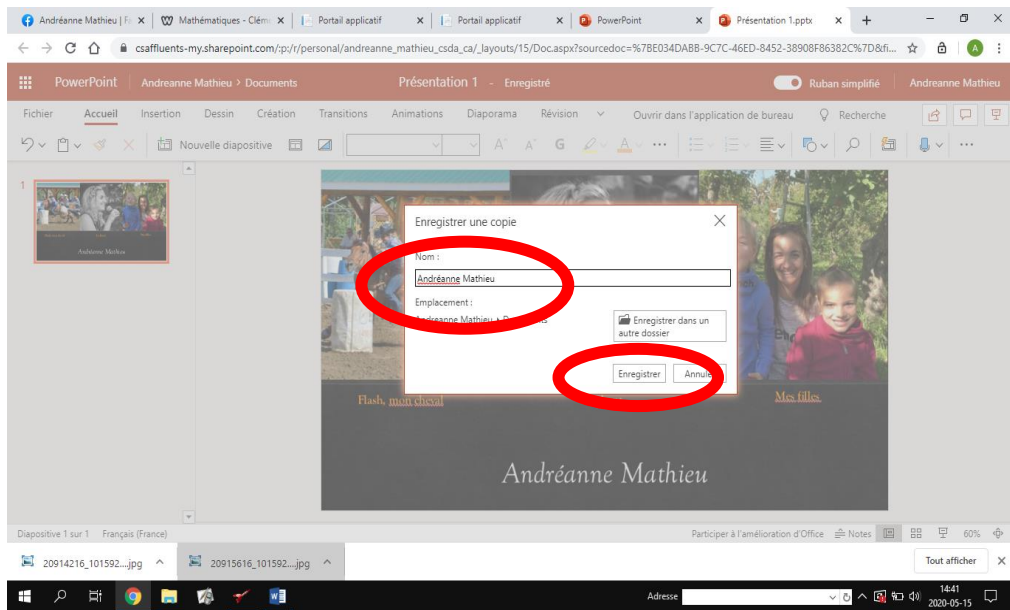 Andréanne Mathieu | F
Mathématiques - Clém
Portail applicatif
Portail applicatif
PowerPoint
Présentation 1.pptx
csaffluents-my.sharepoint.com/:p:/r/personal/andreanne_mathieu_csda_ca/_layouts/15/Doc.aspx?sourcedoc=%7BE034DABB-9C7C-46ED-8452-38908F86382C%7D&fi...
A
PowerPoint Andreanne Mathieu > Documents Présentation 1 - Enregistré Ruban simplifié Andreanne Mathieu
Fichier Accueil Insertion Dessin Création Transitions Animations Diaporama Révision Ouvrir dans l'application de bureau Recherche
Nouvelle diapositive A A G A
1
Andréanne Mathieu
Enregistrer une copie
Nom :
Andréanne Mathieu
Emplacement :
Andreanne Mathieu
Enregistrer dans un
autre dossier
Enregistrer Annuler
Flash, mon cheval
Mes filles
Andréanne Mathieu
Diapositive 1 sur 1 Français (France) Participer à l'amélioration d'Office Notes 60%
20914216_101592....jpg 20915616_101592....jpg Tout afficher
Adresse 14:41
2020-05-15